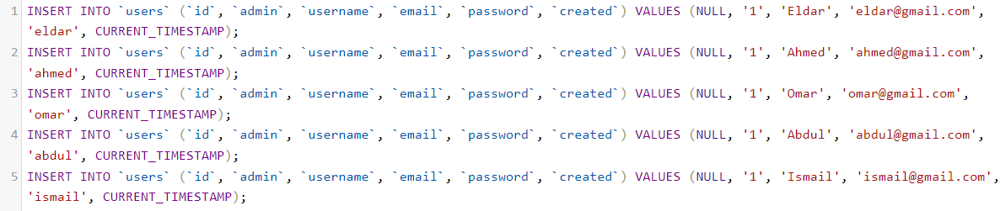 1 INSERT INTO `users` (`id`, `admin`, `username`, `email`, `password`, `created`) VALUES (NULL, '1', 'Eldar', 'eldar@gmail.com',
'eldar', CURRENT_TIMESTAMP);
2 INSERT INTO `users` (`id`, `admin`, `username`, `email`, `password`, `created`) VALUES (NULL, '1', 'Ahmed', 'ahmed@gmail.com',
'ahmed', CURRENT_TIMESTAMP);
3 INSERT INTO `users` (`id`, `admin`, `username`, `email`, `password`, `created`) VALUES (NULL, '1', 'Omar', 'omar@gmail.com',
'omar', CURRENT_TIMESTAMP);
4 INSERT INTO `users` (`id`, `admin`, `username`, `email`, `password`, `created`) VALUES (NULL, '1', 'Abdul', 'abdul@gmail.com',
'abdul', CURRENT_TIMESTAMP);
5 INSERT INTO `users` (`id`, `admin`, `username`, `email`, `password`, `created`) VALUES (NULL, '1', 'Ismail', 'ismail@gmail.com',
'ismail', CURRENT_TIMESTAMP);